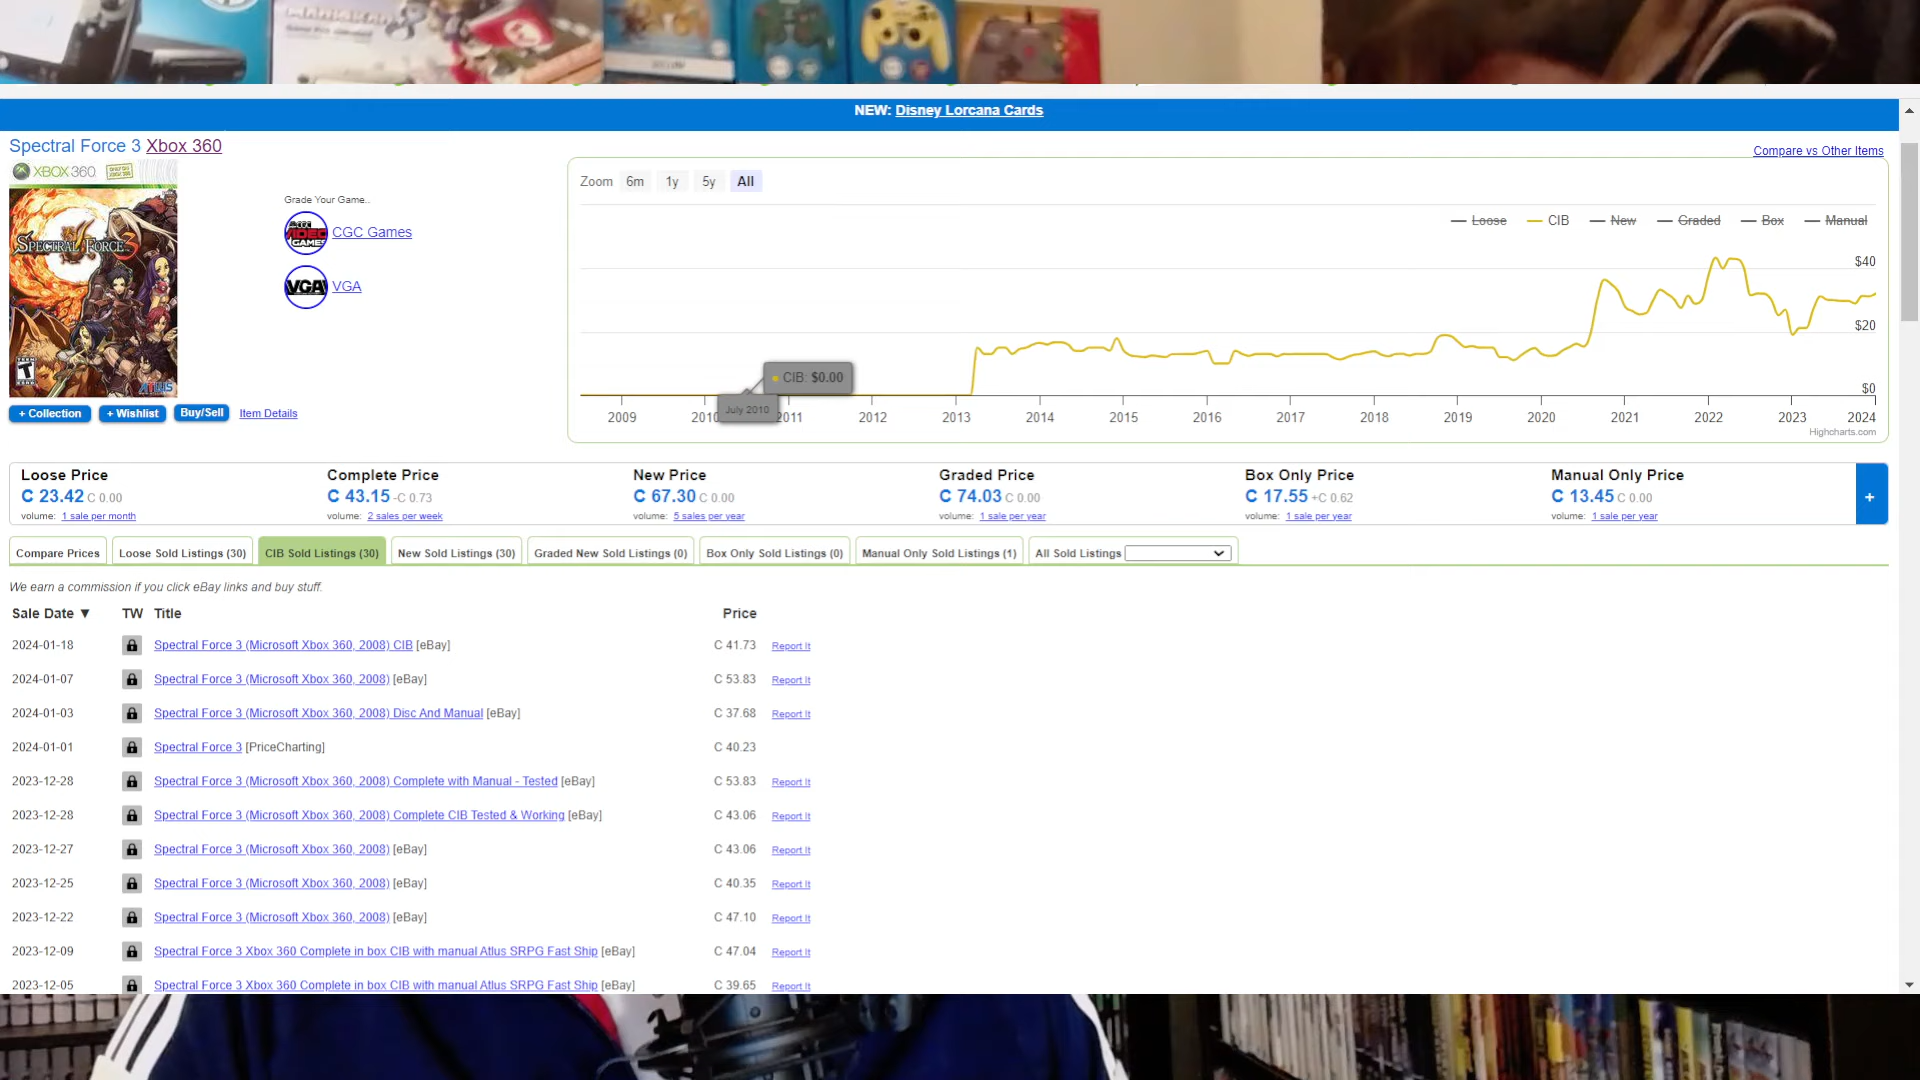 NEW: Disney Lorcana Cards
Spectral Force 3 Xbox 360
Compare vs Other Items
XBOX 360
SPECTRAL FORCE 3
TEEN
T
ATLUS
Grade Your Game..
CGC Games
VGA VGA
Zoom 6m 1y 5y All
Loose CIB New Graded Box Manual
$40
$20
$0
CIB: $0.00
July 2010
2009 2010 2011 2012 2013 2014 2015 2016 2017 2018 2019 2020 2021 2022 2023 2024
Highcharts.com
+ Collection + Wishlist Buy/Sell Item Details
Loose Price Complete Price New Price Graded Price Box Only Price Manual Only Price
C 23.42 C 0.00 C 43.15 -C 0.73 C 67.30 C 0.00 C 74.03 C 0.00 C 17.55 +C 0.62 C 13.45 C 0.00 +
volume: 1 sale per month volume: 2 sales per week volume: 5 sales per year volume: 1 sale per year volume: 1 sale per year volume: 1 sale per year
Compare Prices Loose Sold Listings (30) CIB Sold Listings (30) New Sold Listings (30) Graded New Sold Listings (0) Box Only Sold Listings (0) Manual Only Sold Listings (1) All Sold Listings
We earn a commission if you click eBay links and buy stuff.
Sale Date ▼ TW Title Price
2024-01-18 Spectral Force 3 (Microsoft Xbox 360, 2008) CIB [eBay] C 41.73 Report It
2024-01-07 Spectral Force 3 (Microsoft Xbox 360, 2008) [eBay] C 53.83 Report It
2024-01-03 Spectral Force 3 (Microsoft Xbox 360, 2008) Disc And Manual [eBay] C 37.68 Report It
2024-01-01 Spectral Force 3 [PriceCharting] C 40.23
2023-12-28 Spectral Force 3 (Microsoft Xbox 360, 2008) Complete with Manual - Tested [eBay] C 53.83 Report It
2023-12-28 Spectral Force 3 (Microsoft Xbox 360, 2008) Complete CIB Tested & Working [eBay] C 43.06 Report It
2023-12-27 Spectral Force 3 (Microsoft Xbox 360, 2008) [eBay] C 43.06 Report It
2023-12-25 Spectral Force 3 (Microsoft Xbox 360, 2008) [eBay] C 40.35 Report It
2023-12-22 Spectral Force 3 (Microsoft Xbox 360, 2008) [eBay] C 47.10 Report It
2023-12-09 Spectral Force 3 Xbox 360 Complete in box CIB with manual Atlus SRPG Fast Ship [eBay] C 47.04 Report It
2023-12-05 Spectral Force 3 Xbox 360 Complete in box CIB with manual Atlus SRPG Fast Ship [eBay] C 39.65 Report It